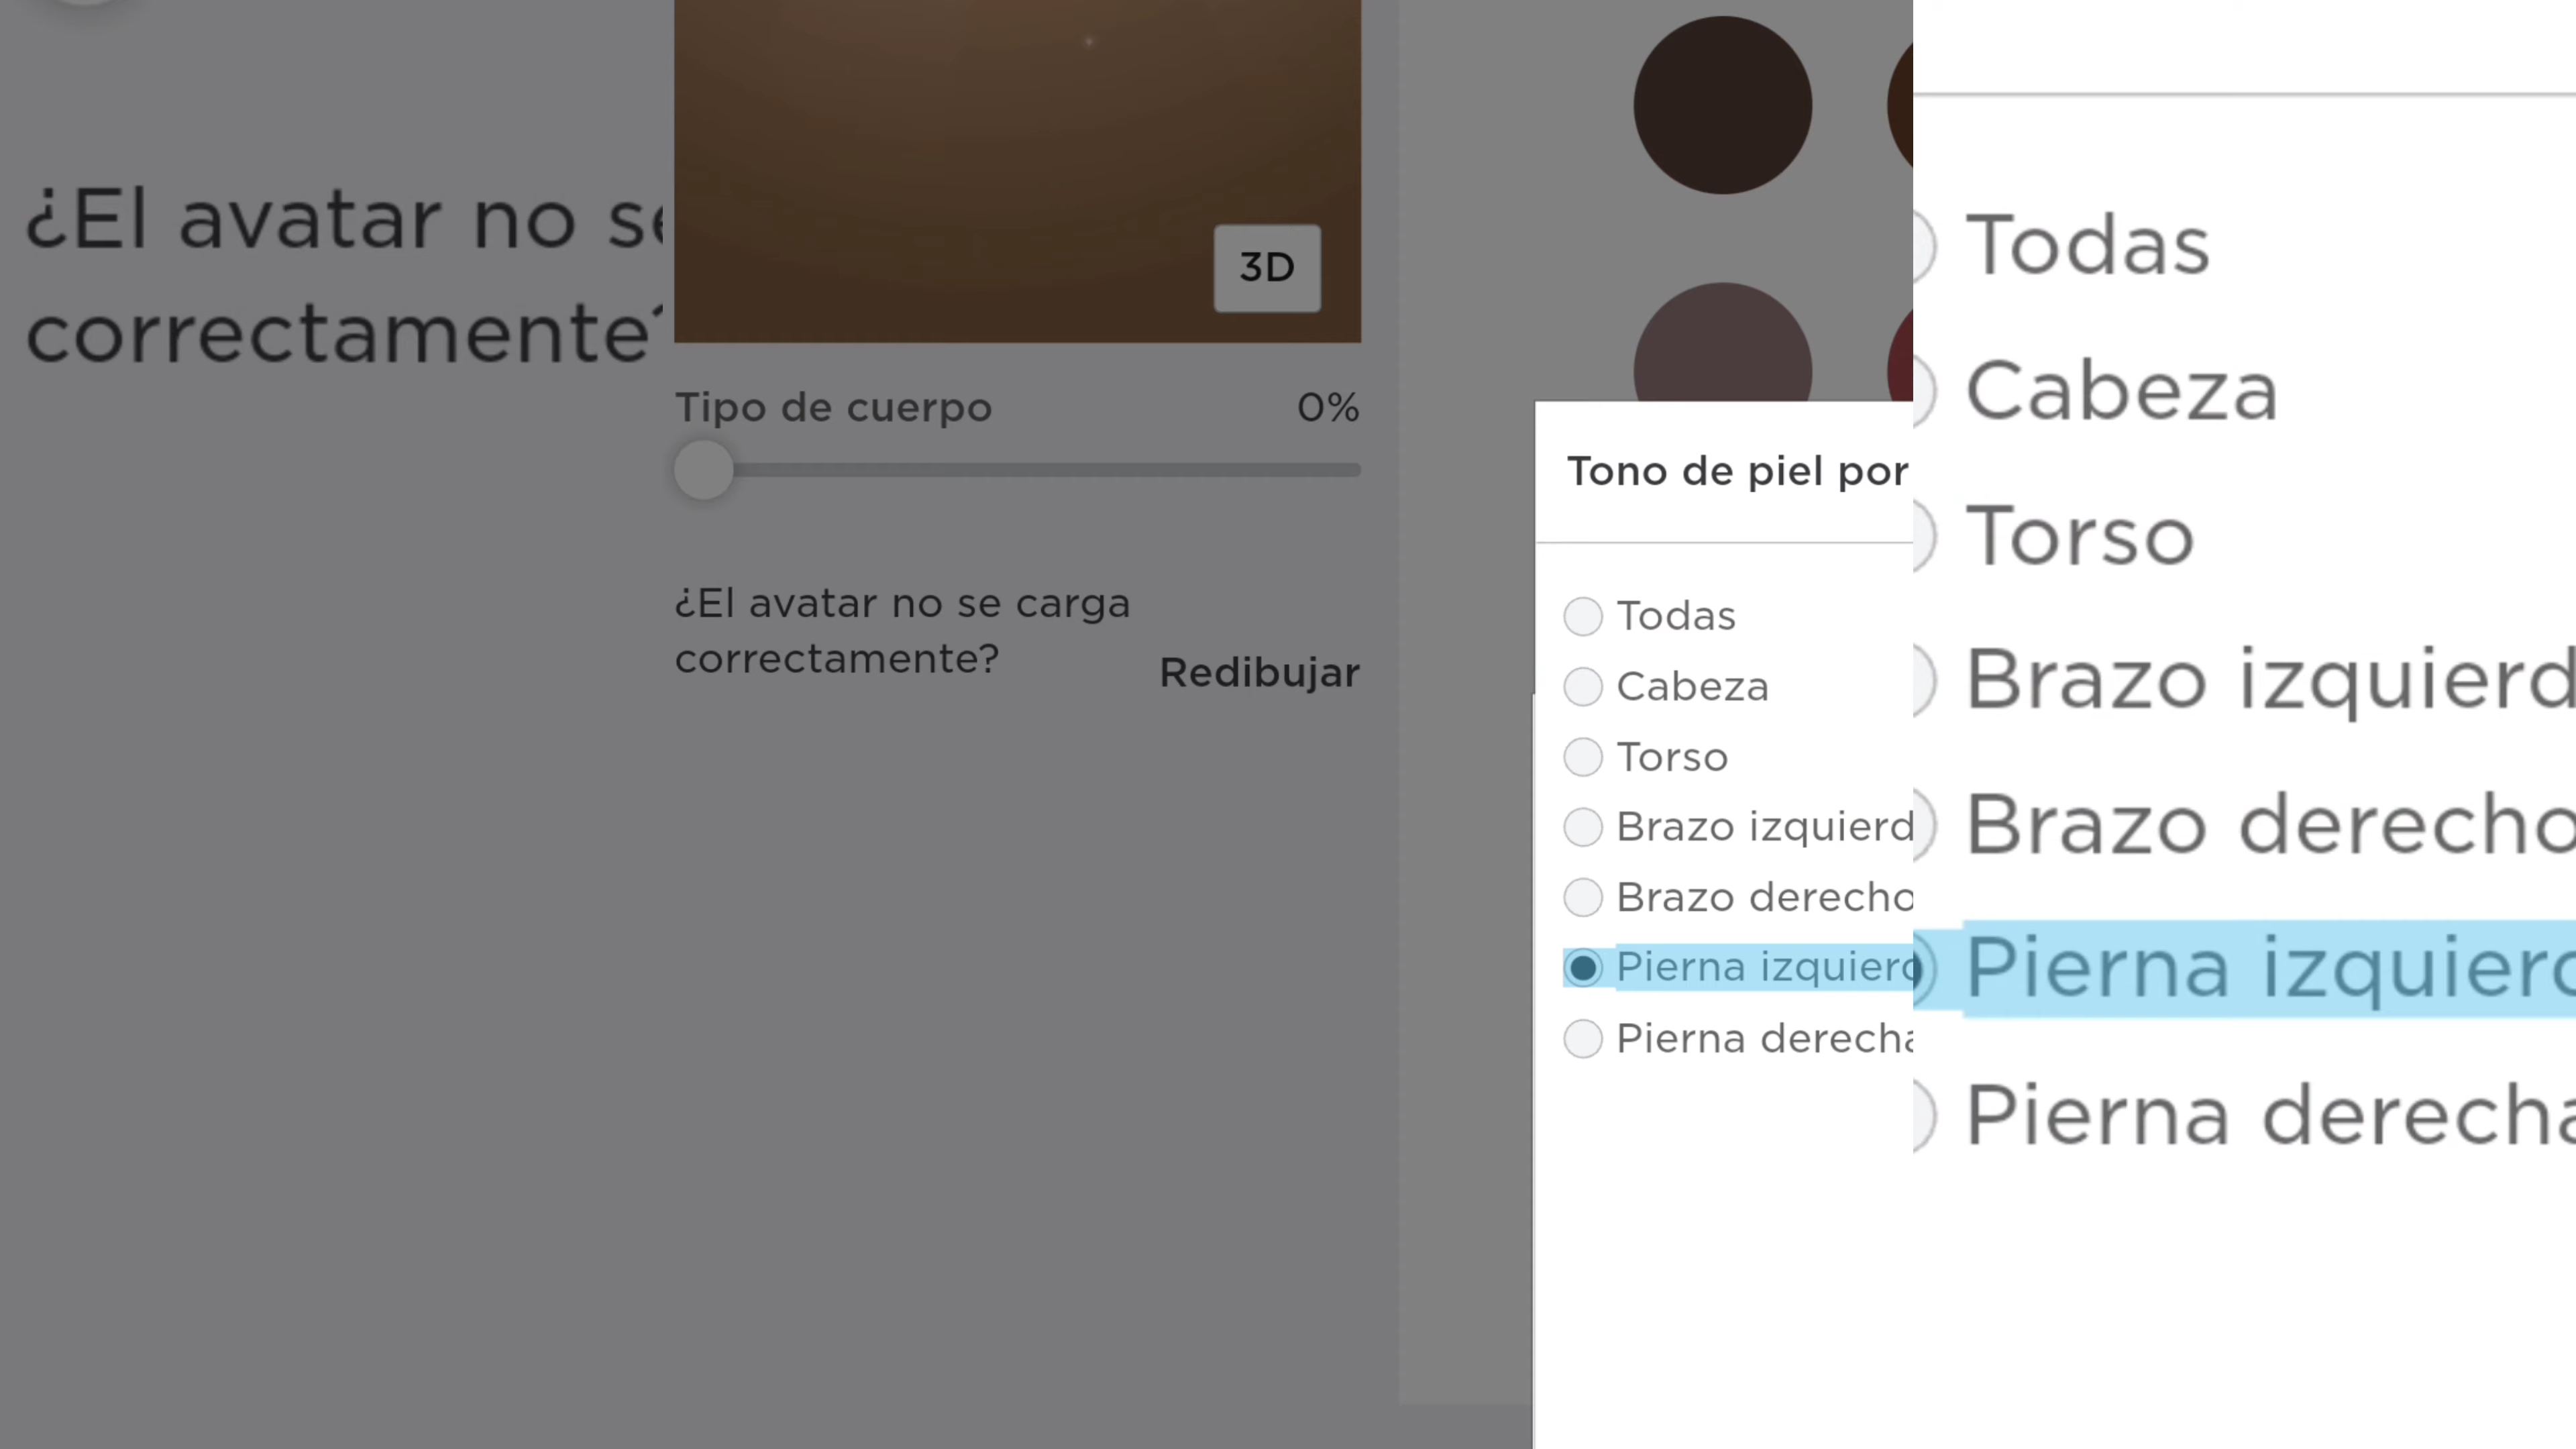 ¿El avatar no se
correctamente?
3D
Tipo de cuerpo 0%
¿El avatar no se carga
correctamente?
Redibujar
Tono de piel por
Todas
Cabeza
Torso
Brazo izquierd
Brazo derecho
Pierna izquierd
Pierna derecha
Todas
Cabeza
Torso
Brazo izquierd
Brazo derecho
Pierna izquierd
Pierna derecha